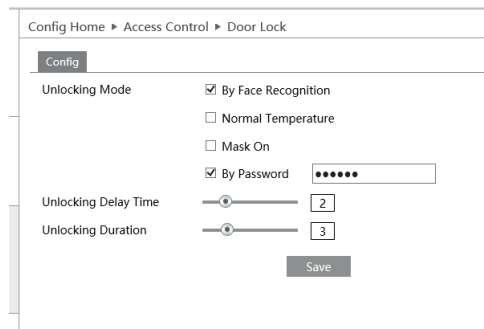 Config Home ▸ Access Control ▸ Door Lock
Config
Unlocking Mode
By Face Recognition
Normal Temperature
Mask On
By Password ●●●●●●
Unlocking Delay Time 2
Unlocking Duration 3
Save